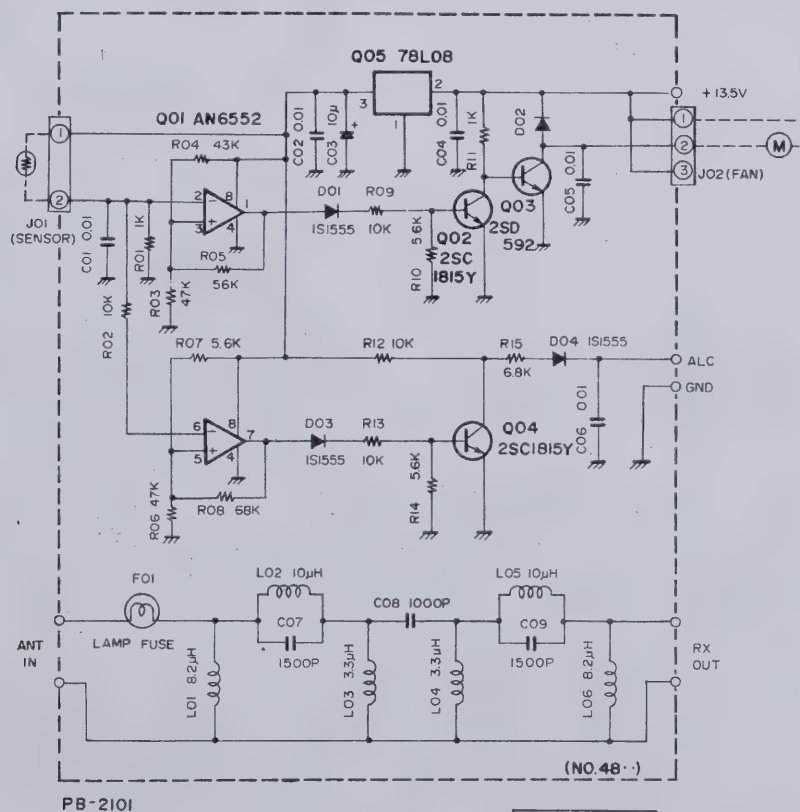 Q05 78L08
3
2
1
+ 13.5V
Q01 AN6552
R04 43K
C02 0.01
C03 10μ
+
C04 0.01
R11 1K
D02
1
2
3
M
J02 (FAN)
1
2
J01
(SENSOR)
2
3
8
4
1
−
+
D01
1S1555
R09
10K
Q02
2SC
1815Y
Q03
2SD
592
C05 0.01
C01 0.01
R01 1K
R02 10K
R03 47K
R05
56K
R10 5.6K
R07 5.6K
R12 10K
R15
6.8K
D04 1S1555
ALC
GND
C06 0.01
6
5
8
4
7
−
+
D03
1S1555
R13
10K
Q04
2SC1815Y
R06 47K
R08 68K
R14 5.6K
F01
LAMP FUSE
ANT
IN
L02 10μH
C07
1500P
C08 1000P
L05 10μH
C09
1500P
RX
OUT
L01 8.2μH
L03 3.3μH
L04 3.3μH
L06 8.2μH
(NO.48··)
PB-2101